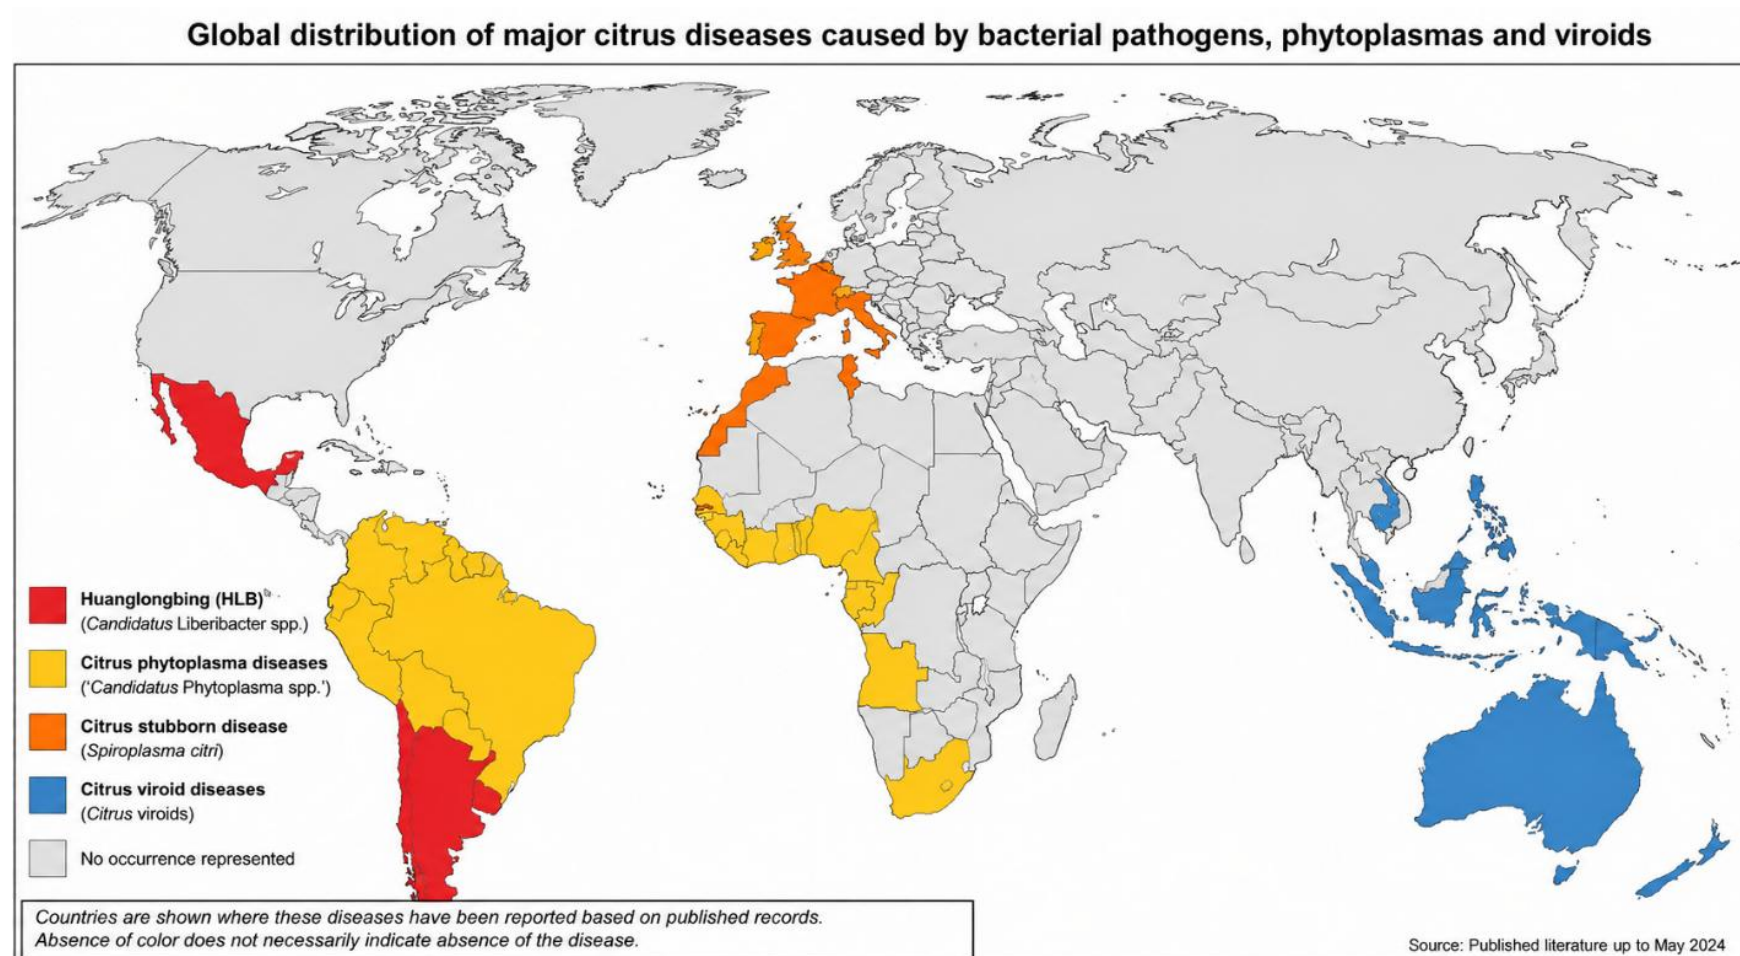 Global distribution of major citrus diseases caused by bacterial pathogens, phytoplasmas and viroids
Huanglongbing (HLB)
(Candidatus Liberibacter spp.)
Citrus phytoplasma diseases
(‘Candidatus Phytoplasma spp.’)
Citrus stubborn disease
(Spiroplasma citri)
Citrus viroid diseases
(Citrus viroids)
No occurrence represented
Countries are shown where these diseases have been reported based on published records.
Absence of color does not necessarily indicate absence of the disease.
Source: Published literature up to May 2024